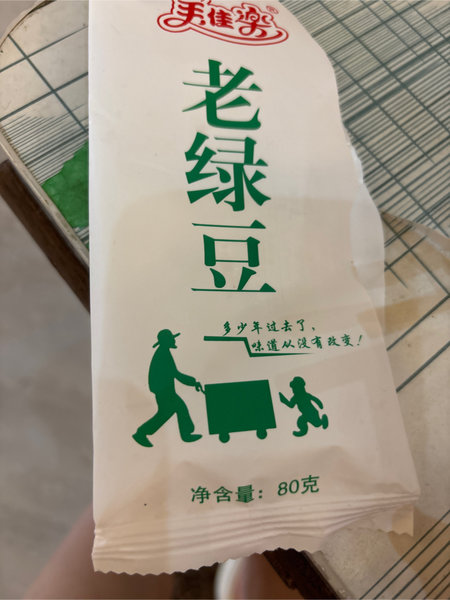 美佳樂®
老绿豆
多少年过去了、
味道从没有改变！
净含量：80克